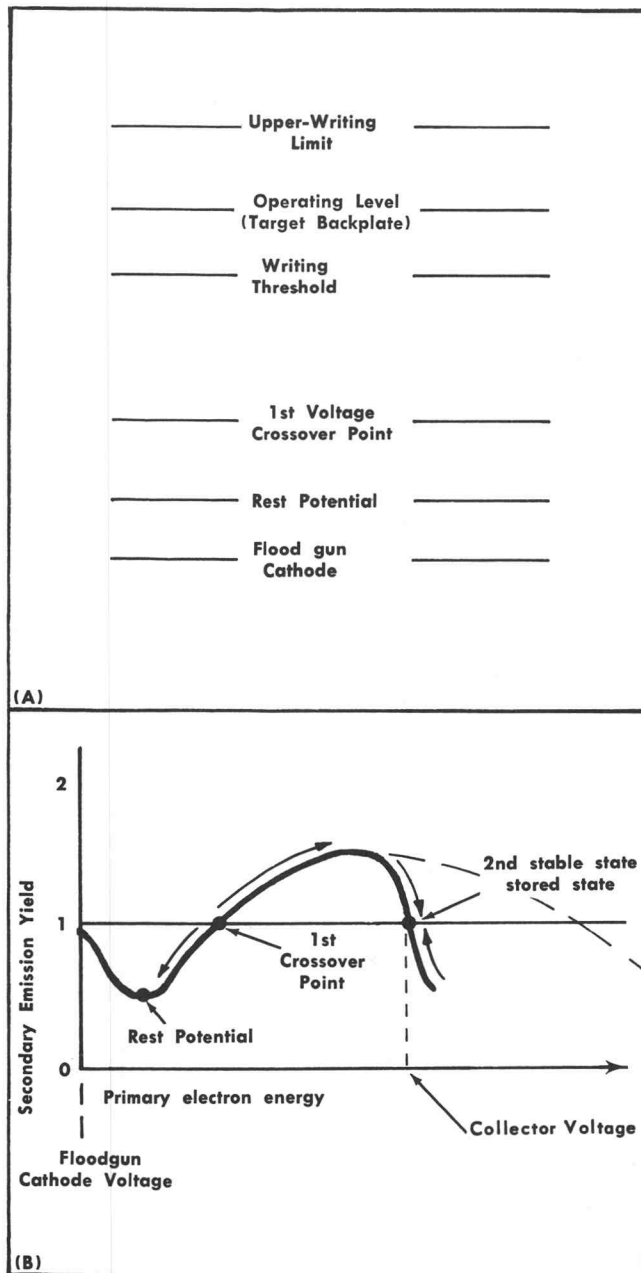 Upper-Writing
Limit
Operating Level
(Target Backplate)
Writing
Threshold
1st Voltage
Crossover Point
Rest Potential
Flood gun
Cathode
(A)
2
2nd stable state
stored state
1
1st
Crossover
Point
Rest Potential
Secondary Emission Yield
0
Primary electron energy
Collector Voltage
Floodgun
Cathode Voltage
(B)